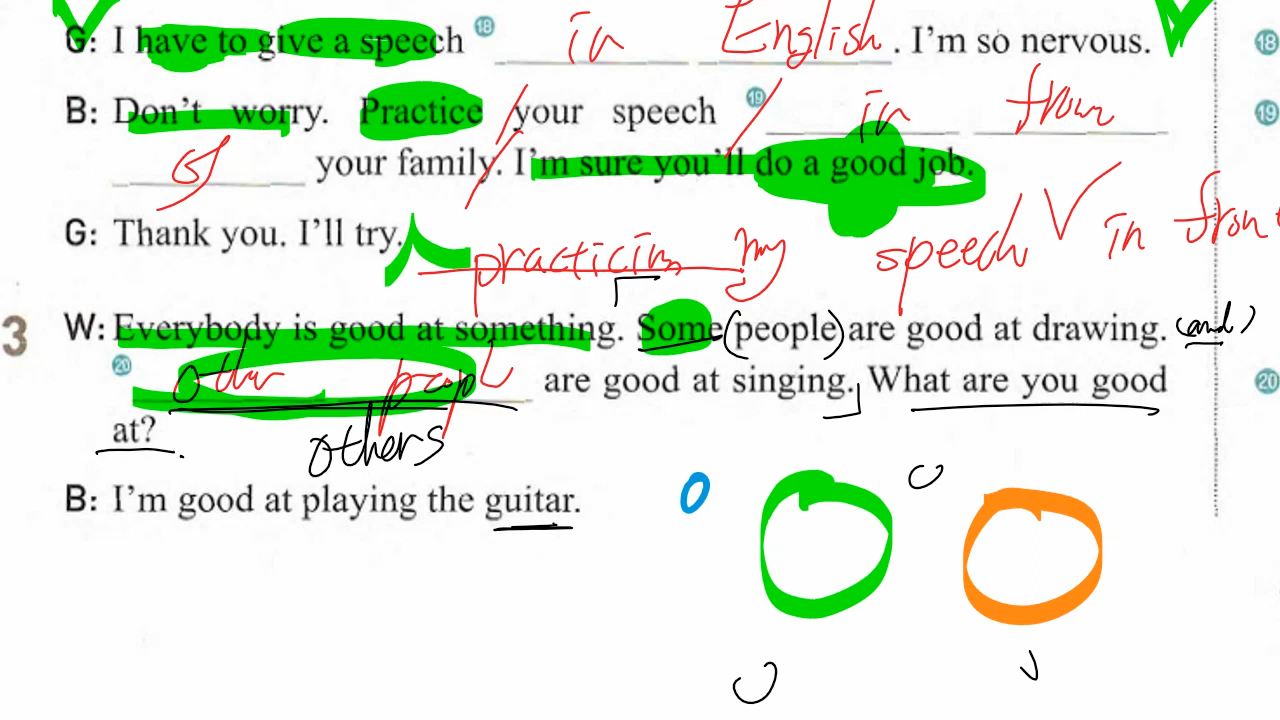 G: I have to give a speech ⑱ in English. I'm so nervous. ⑱
B: Don't worry. Practice your speech ⑲ in front ⑲
of your family. I'm sure you'll do a good job.
G: Thank you. I'll try.
practicing my speech in front
3 W: Everybody is good at something. Some (people) are good at drawing. (and)
⑳ other people are good at singing. What are you good ⑳
at?
others
B: I'm good at playing the guitar.